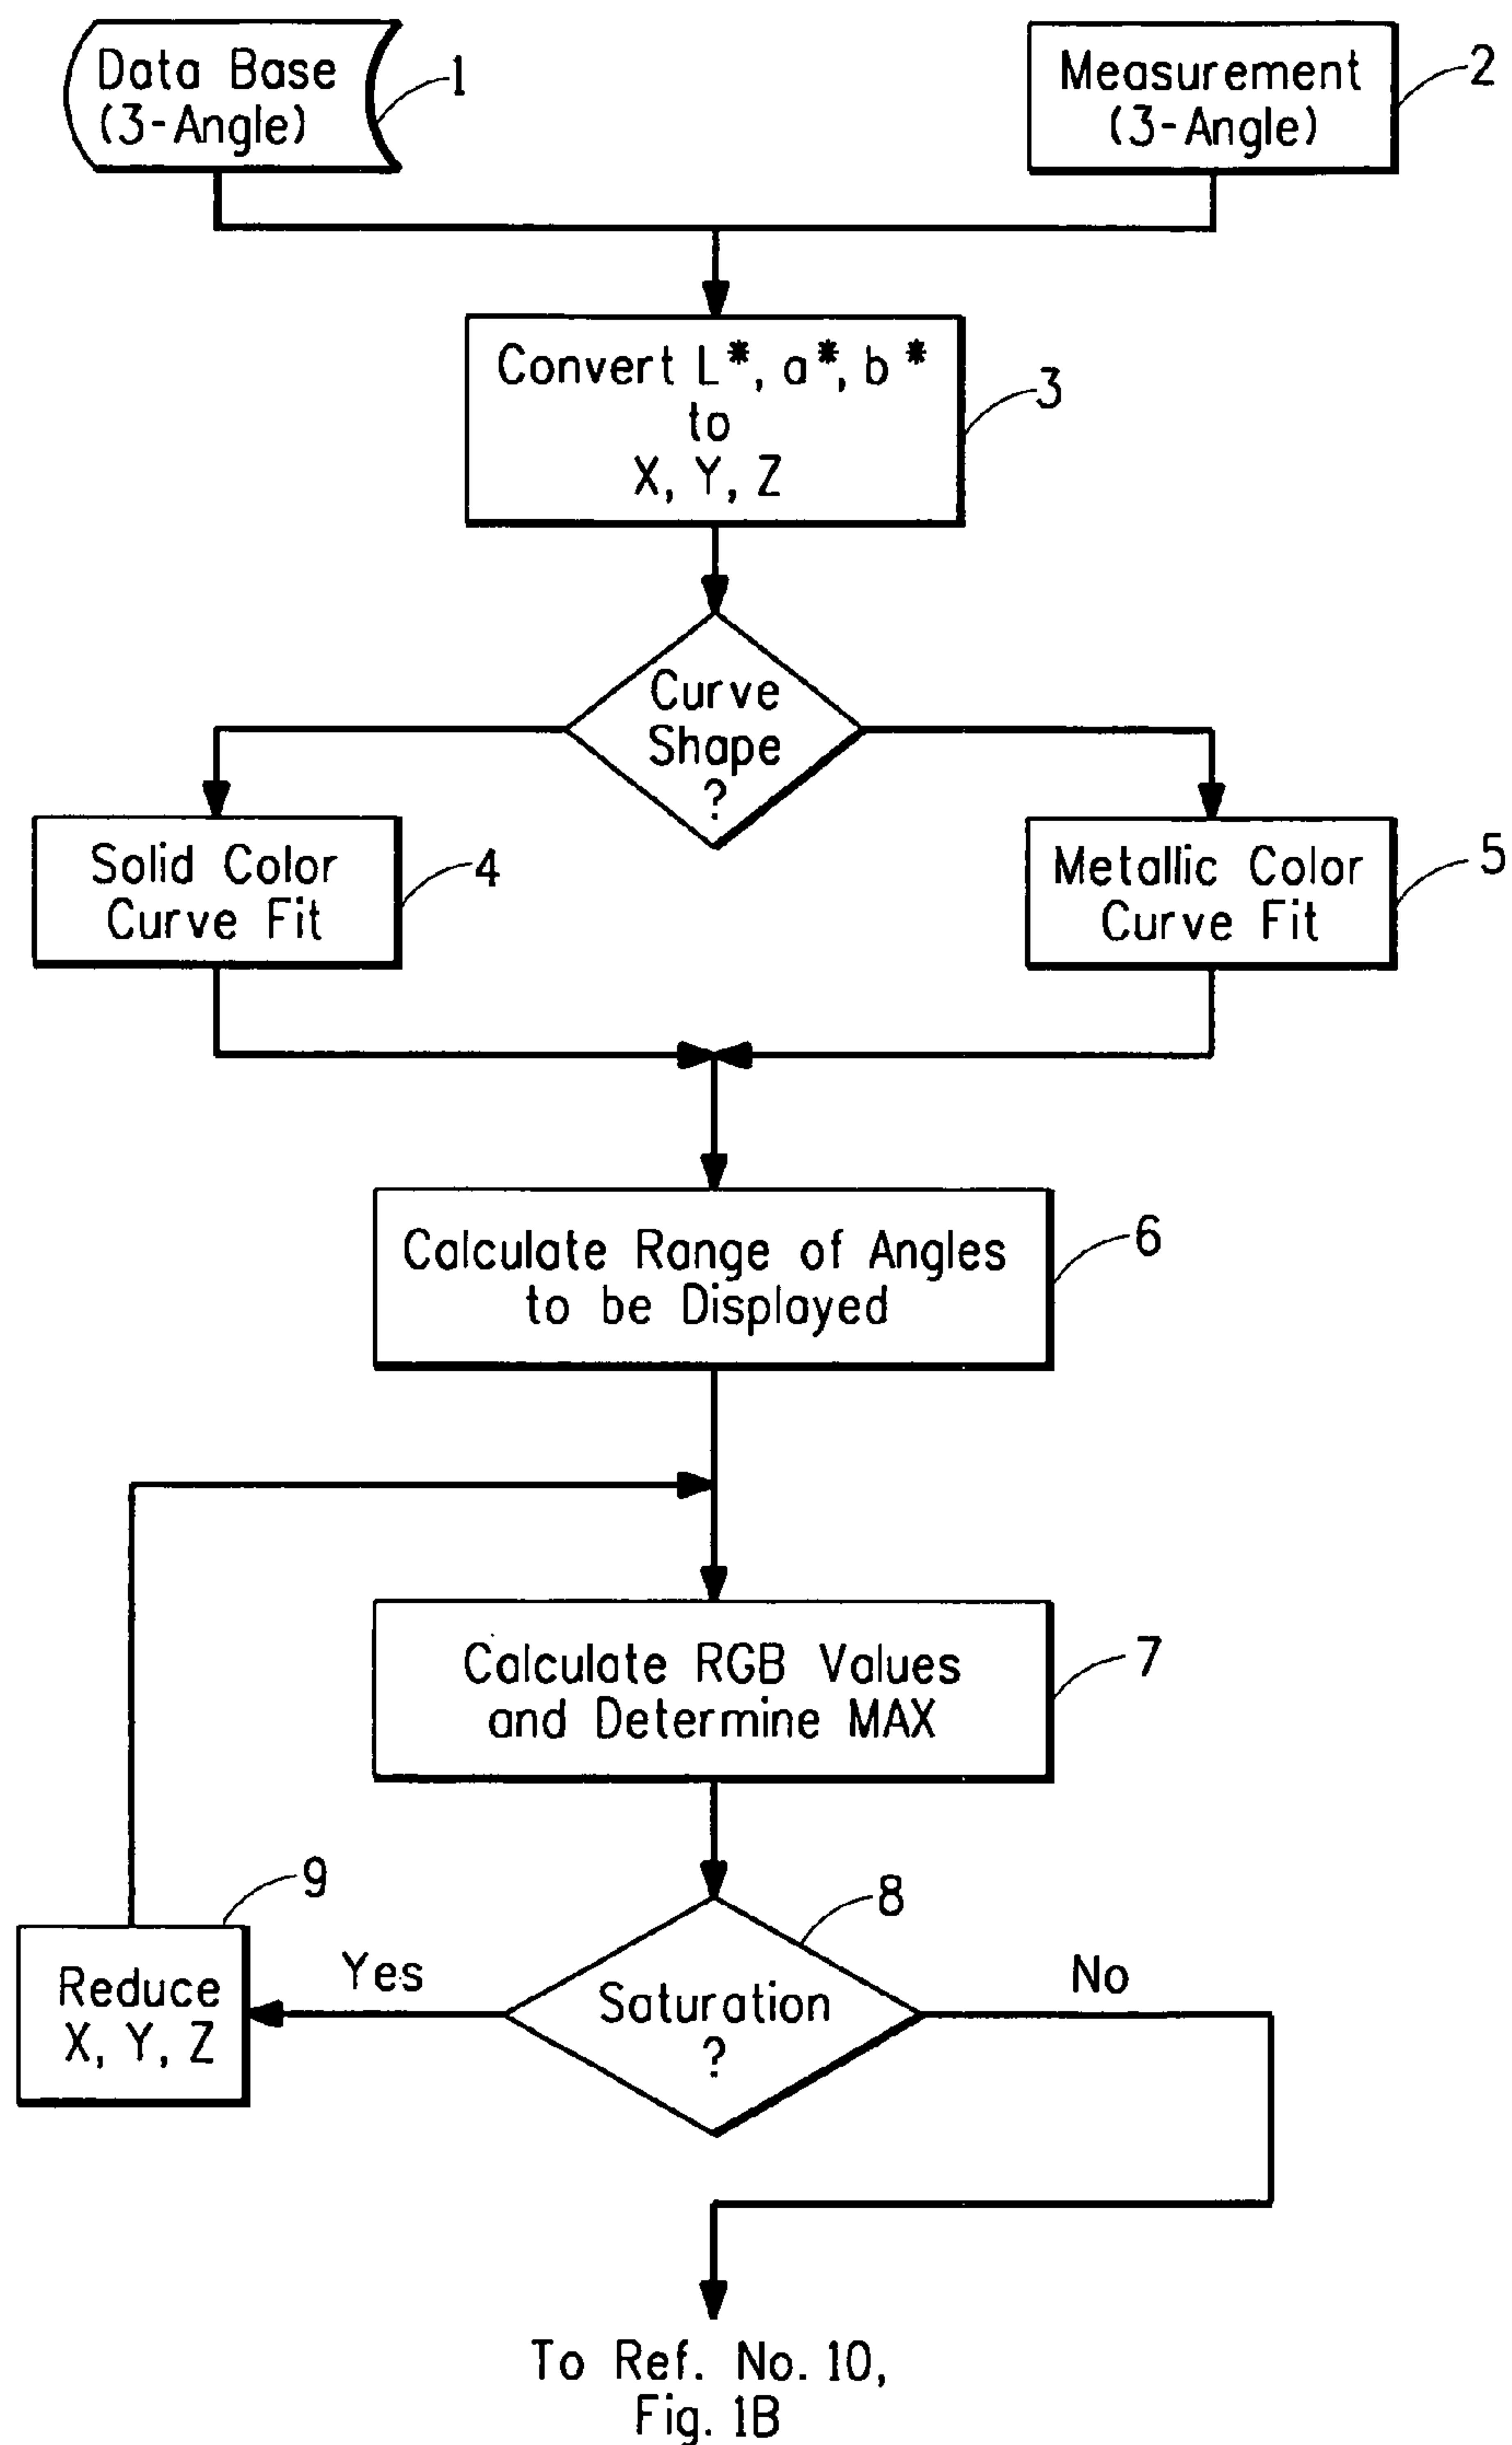 Data Base
(3-Angle)
1
Measurement
(3-Angle)
2
Convert L*, a*, b*
to
X, Y, Z
3
Curve
Shape
?
Solid Color
Curve Fit
4
Metallic Color
Curve Fit
5
Calculate Range of Angles
to be Displayed
6
Calculate RGB Values
and Determine MAX
7
8
Saturation
?
Yes
No
9
Reduce
X, Y, Z
To Ref. No. 10,
Fig. 1B